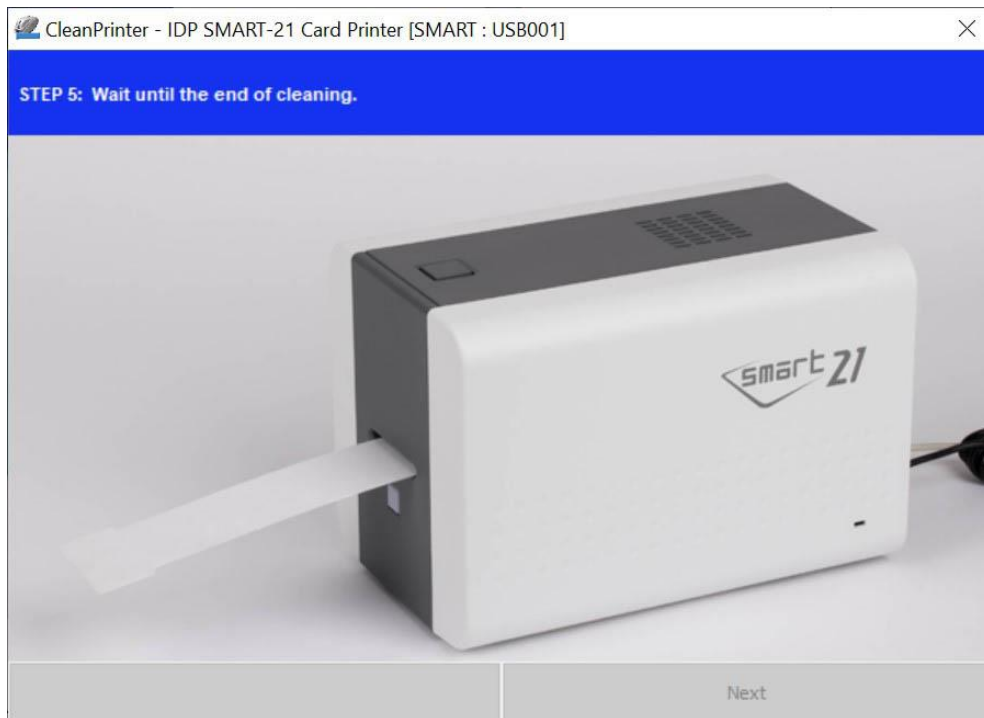 CleanPrinter - IDP SMART-21 Card Printer [SMART : USB001]
STEP 5: Wait until the end of cleaning.
smart 21
Next